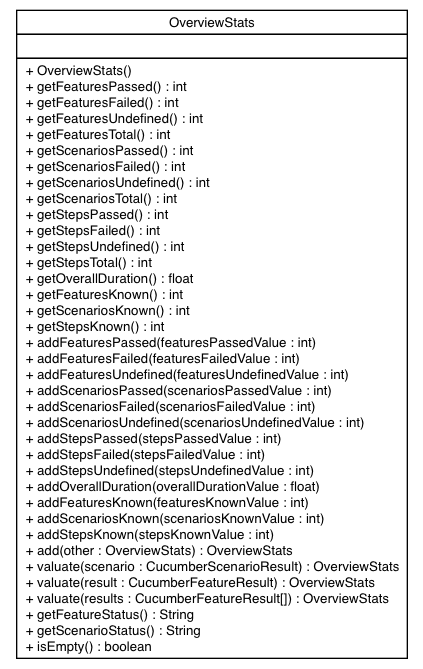 OverviewStats
+ OverviewStats()
+ getFeaturesPassed() : int
+ getFeaturesFailed() : int
+ getFeaturesUndefined() : int
+ getFeaturesTotal() : int
+ getScenariosPassed() : int
+ getScenariosFailed() : int
+ getScenariosUndefined() : int
+ getScenariosTotal() : int
+ getStepsPassed() : int
+ getStepsFailed() : int
+ getStepsUndefined() : int
+ getStepsTotal() : int
+ getOverallDuration() : float
+ getFeaturesKnown() : int
+ getScenariosKnown() : int
+ getStepsKnown() : int
+ addFeaturesPassed(featuresPassedValue : int)
+ addFeaturesFailed(featuresFailedValue : int)
+ addFeaturesUndefined(featuresUndefinedValue : int)
+ addScenariosPassed(scenariosPassedValue : int)
+ addScenariosFailed(scenariosFailedValue : int)
+ addScenariosUndefined(scenariosUndefinedValue : int)
+ addStepsPassed(stepsPassedValue : int)
+ addStepsFailed(stepsFailedValue : int)
+ addStepsUndefined(stepsUndefinedValue : int)
+ addOverallDuration(overallDurationValue : float)
+ addFeaturesKnown(featuresKnownValue : int)
+ addScenariosKnown(scenariosKnownValue : int)
+ addStepsKnown(stepsKnownValue : int)
+ add(other : OverviewStats) : OverviewStats
+ valuate(scenario : CucumberScenarioResult) : OverviewStats
+ valuate(result : CucumberFeatureResult) : OverviewStats
+ valuate(results : CucumberFeatureResult[]) : OverviewStats
+ getFeatureStatus() : String
+ getScenarioStatus() : String
+ isEmpty() : boolean